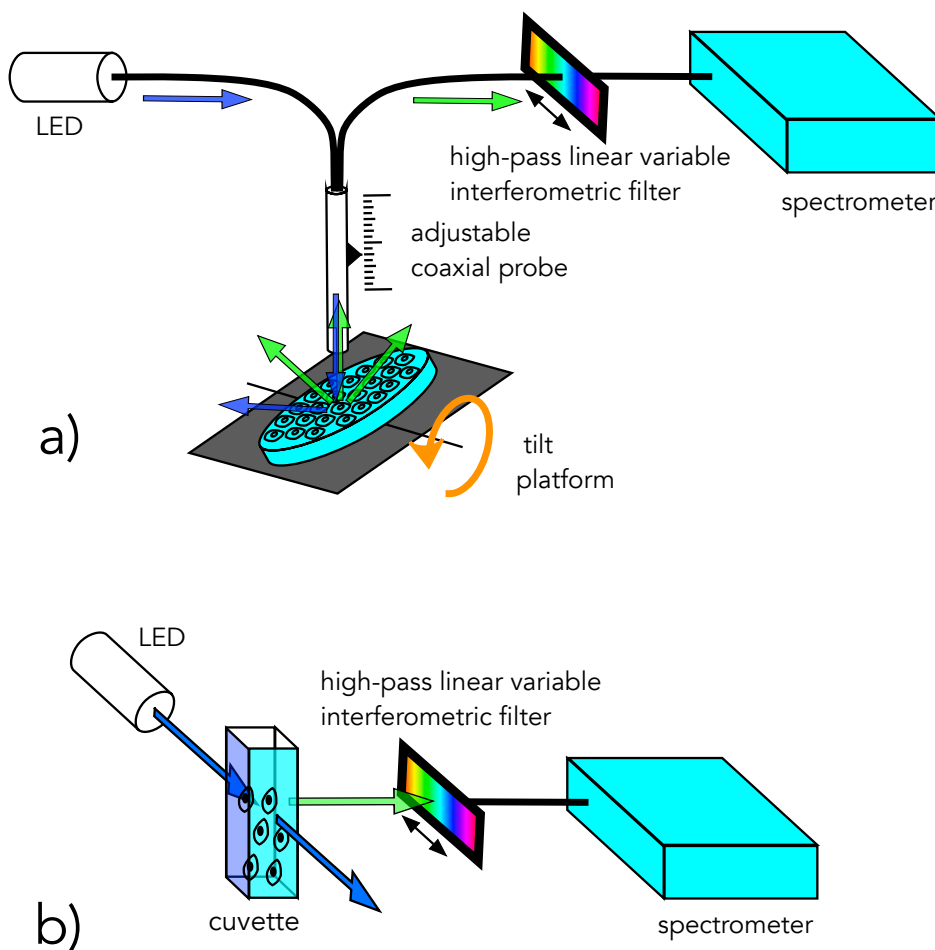 LED
high-pass linear variable
interferometric filter
spectrometer
adjustable
coaxial probe
a)
tilt
platform
LED
high-pass linear variable
interferometric filter
cuvette
spectrometer
b)